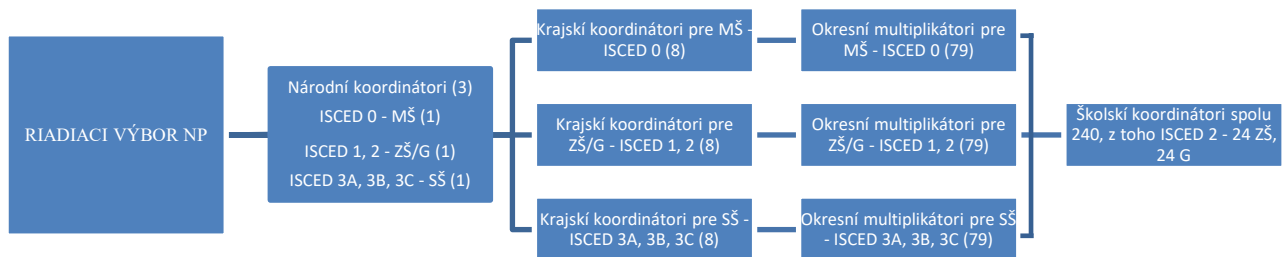 RIADIACI VÝBOR NP
Národní koordinátori (3)
ISCED 0 - MŠ (1)
ISCED 1, 2 - ZŠ/G (1)
ISCED 3A, 3B, 3C - SŠ (1)
Krajskí koordinátori pre MŠ -
ISCED 0 (8)
Okresní multiplikátori pre
MŠ - ISCED 0 (79)
Krajskí koordinátori pre
ZŠ/G - ISCED 1, 2 (8)
Okresní multiplikátori pre
ZŠ/G - ISCED 1, 2 (79)
Krajskí koordinátori pre SŠ -
ISCED 3A, 3B, 3C (8)
Okresní multiplikátori pre SŠ
- ISCED 3A, 3B, 3C (79)
Školskí koordinátori spolu
240, z toho ISCED 2 - 24 ZŠ,
24 G